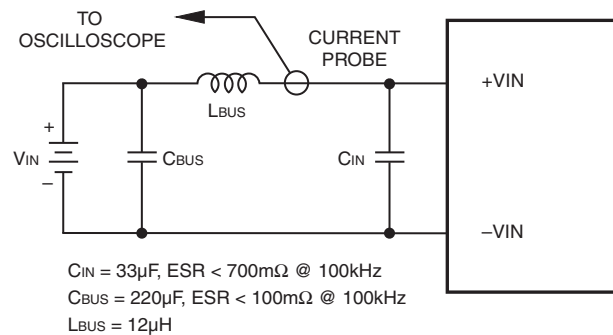 TO
OSCILLOSCOPE
CURRENT
PROBE
+VIN
LBUS
+
VIN
–
CBUS
CIN
–VIN
CIN = 33µF, ESR < 700mΩ @ 100kHz
CBUS = 220µF, ESR < 100mΩ @ 100kHz
LBUS = 12µH